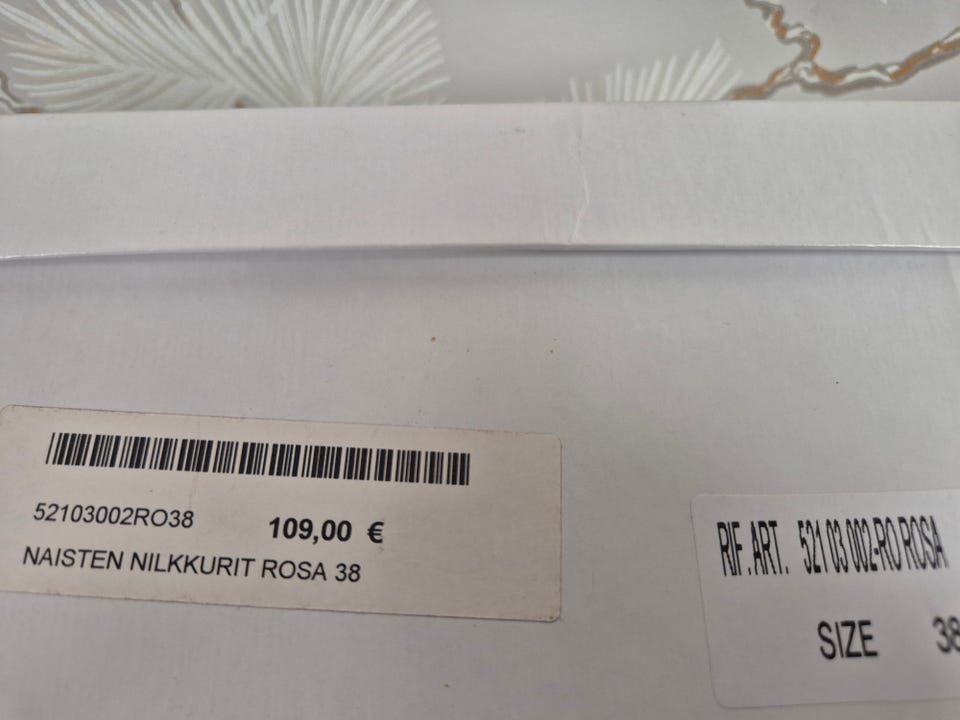 52103002RO38 109,00 €
NAISTEN NILKKURIT ROSA 38
RIF. ART. 521 03 002-RO ROSA
SIZE 38